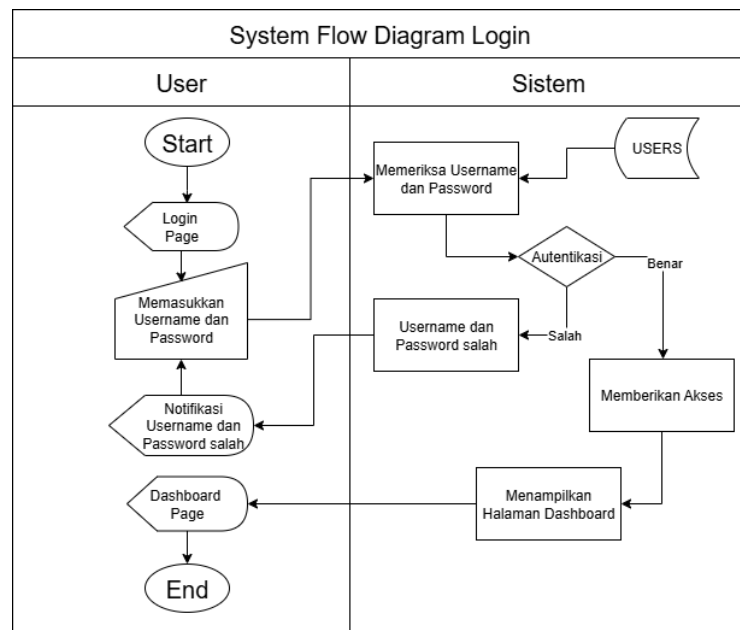 System Flow Diagram Login
User
Sistem
Start
Memeriksa Username
dan Password
USERS
Login
Page
Autentikasi
Benar
Memasukkan
Username dan
Password
Username dan
Password salah
Salah
Memberikan Akses
Notifikasi
Username dan
Password salah
Dashboard
Page
Menampilkan
Halaman Dashboard
End